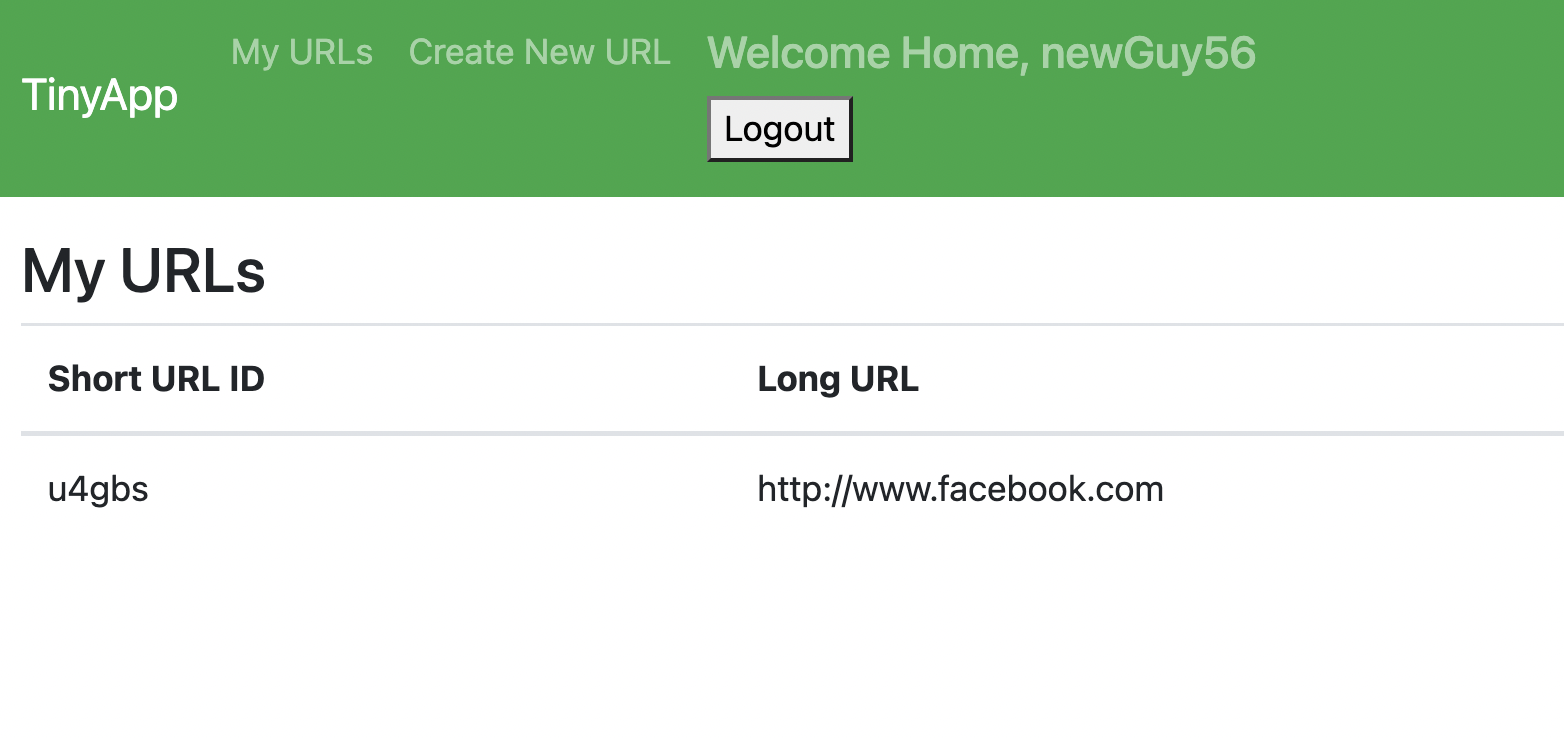 TinyApp
My URLs
Create New URL
Welcome Home, newGuy56
Logout
My URLs
Short URL ID Long URL
u4gbs http://www.facebook.com